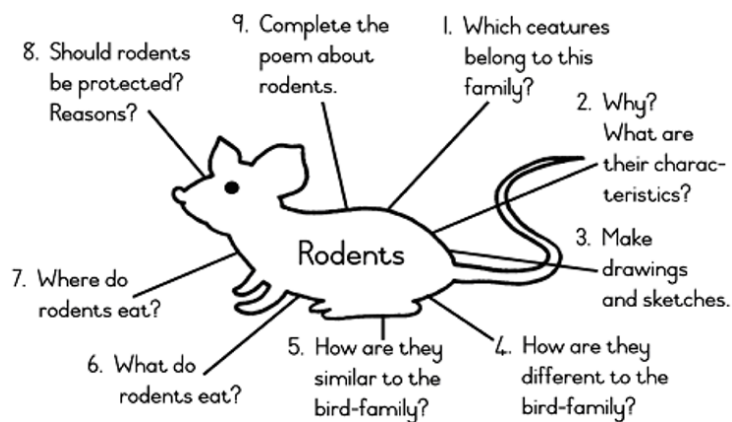 1. Which ceatures
belong to this
family?
2. Why?
What are
their charac-
teristics?
3. Make
drawings
and sketches.
4. How are they
different to the
bird-family?
5. How are they
similar to the
bird-family?
6. What do
rodents eat?
7. Where do
rodents eat?
8. Should rodents
be protected?
Reasons?
9. Complete the
poem about
rodents.
Rodents